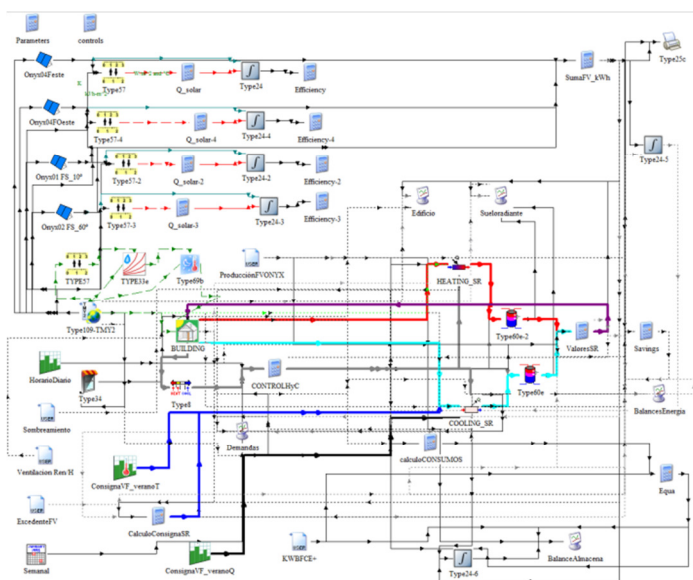 Parameters
controls
Onyx04Feste
Type57
Q_solar
Type24
Efficiency
SumaFV_kWh
Type25c
Onyx04FOeste
Type57-4
Q_solar-4
Type24-4
Efficiency-4
Type24-5
Onyx01 FS_10º
Type57-2
Q_solar-2
Type24-2
Efficiency-2
Onyx02 FS_60º
Type57-3
Q_solar-3
Type24-3
Efficiency-3
Edificio
Sueloradiante
TYPE57
TYPE33e
Type69b
ProducciónFVONYX
HEATING_SR
Type109-TMY2
BUILDING
Type60e-2
ValoresSR
Savings
HorarioDiario
Type34
Type8
CONTROLHyC
Type60e
BalancesEnergia
Sombreamiento
Demandas
COOLING_SR
calculoCONSUMOS
Ventilacion Ren/H
ConsignaVF_veranoT
Equa
ExcedenteFV
CalculoConsignaSR
Semanal
ConsignaVF_veranoQ
KWBFCE=
Type24-6
BalanceAlmacena